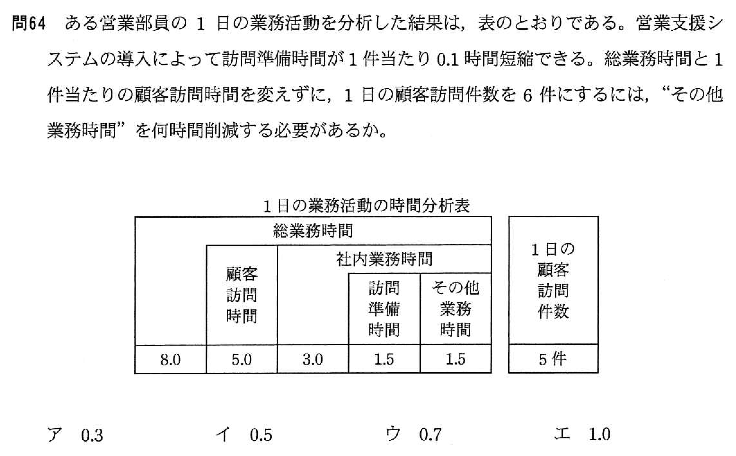 問64 ある営業部員の1日の業務活動を分析した結果は，表のとおりである。営業支援シ
ステムの導入によって訪問準備時間が1件当たり0.1時間短縮できる。総業務時間と1
件当たりの顧客訪問時間を変えずに，1日の顧客訪問件数を6件にするには，“その他
業務時間”を何時間削減する必要があるか。
1日の業務活動の時間分析表
総業務時間
社内業務時間
顧客
訪問
時間
訪問
準備
時間
その他
業務
時間
1日の
顧客
訪問
件数
8.0 5.0 3.0 1.5 1.5 5件
ア 0.3 イ 0.5 ウ 0.7 エ 1.0